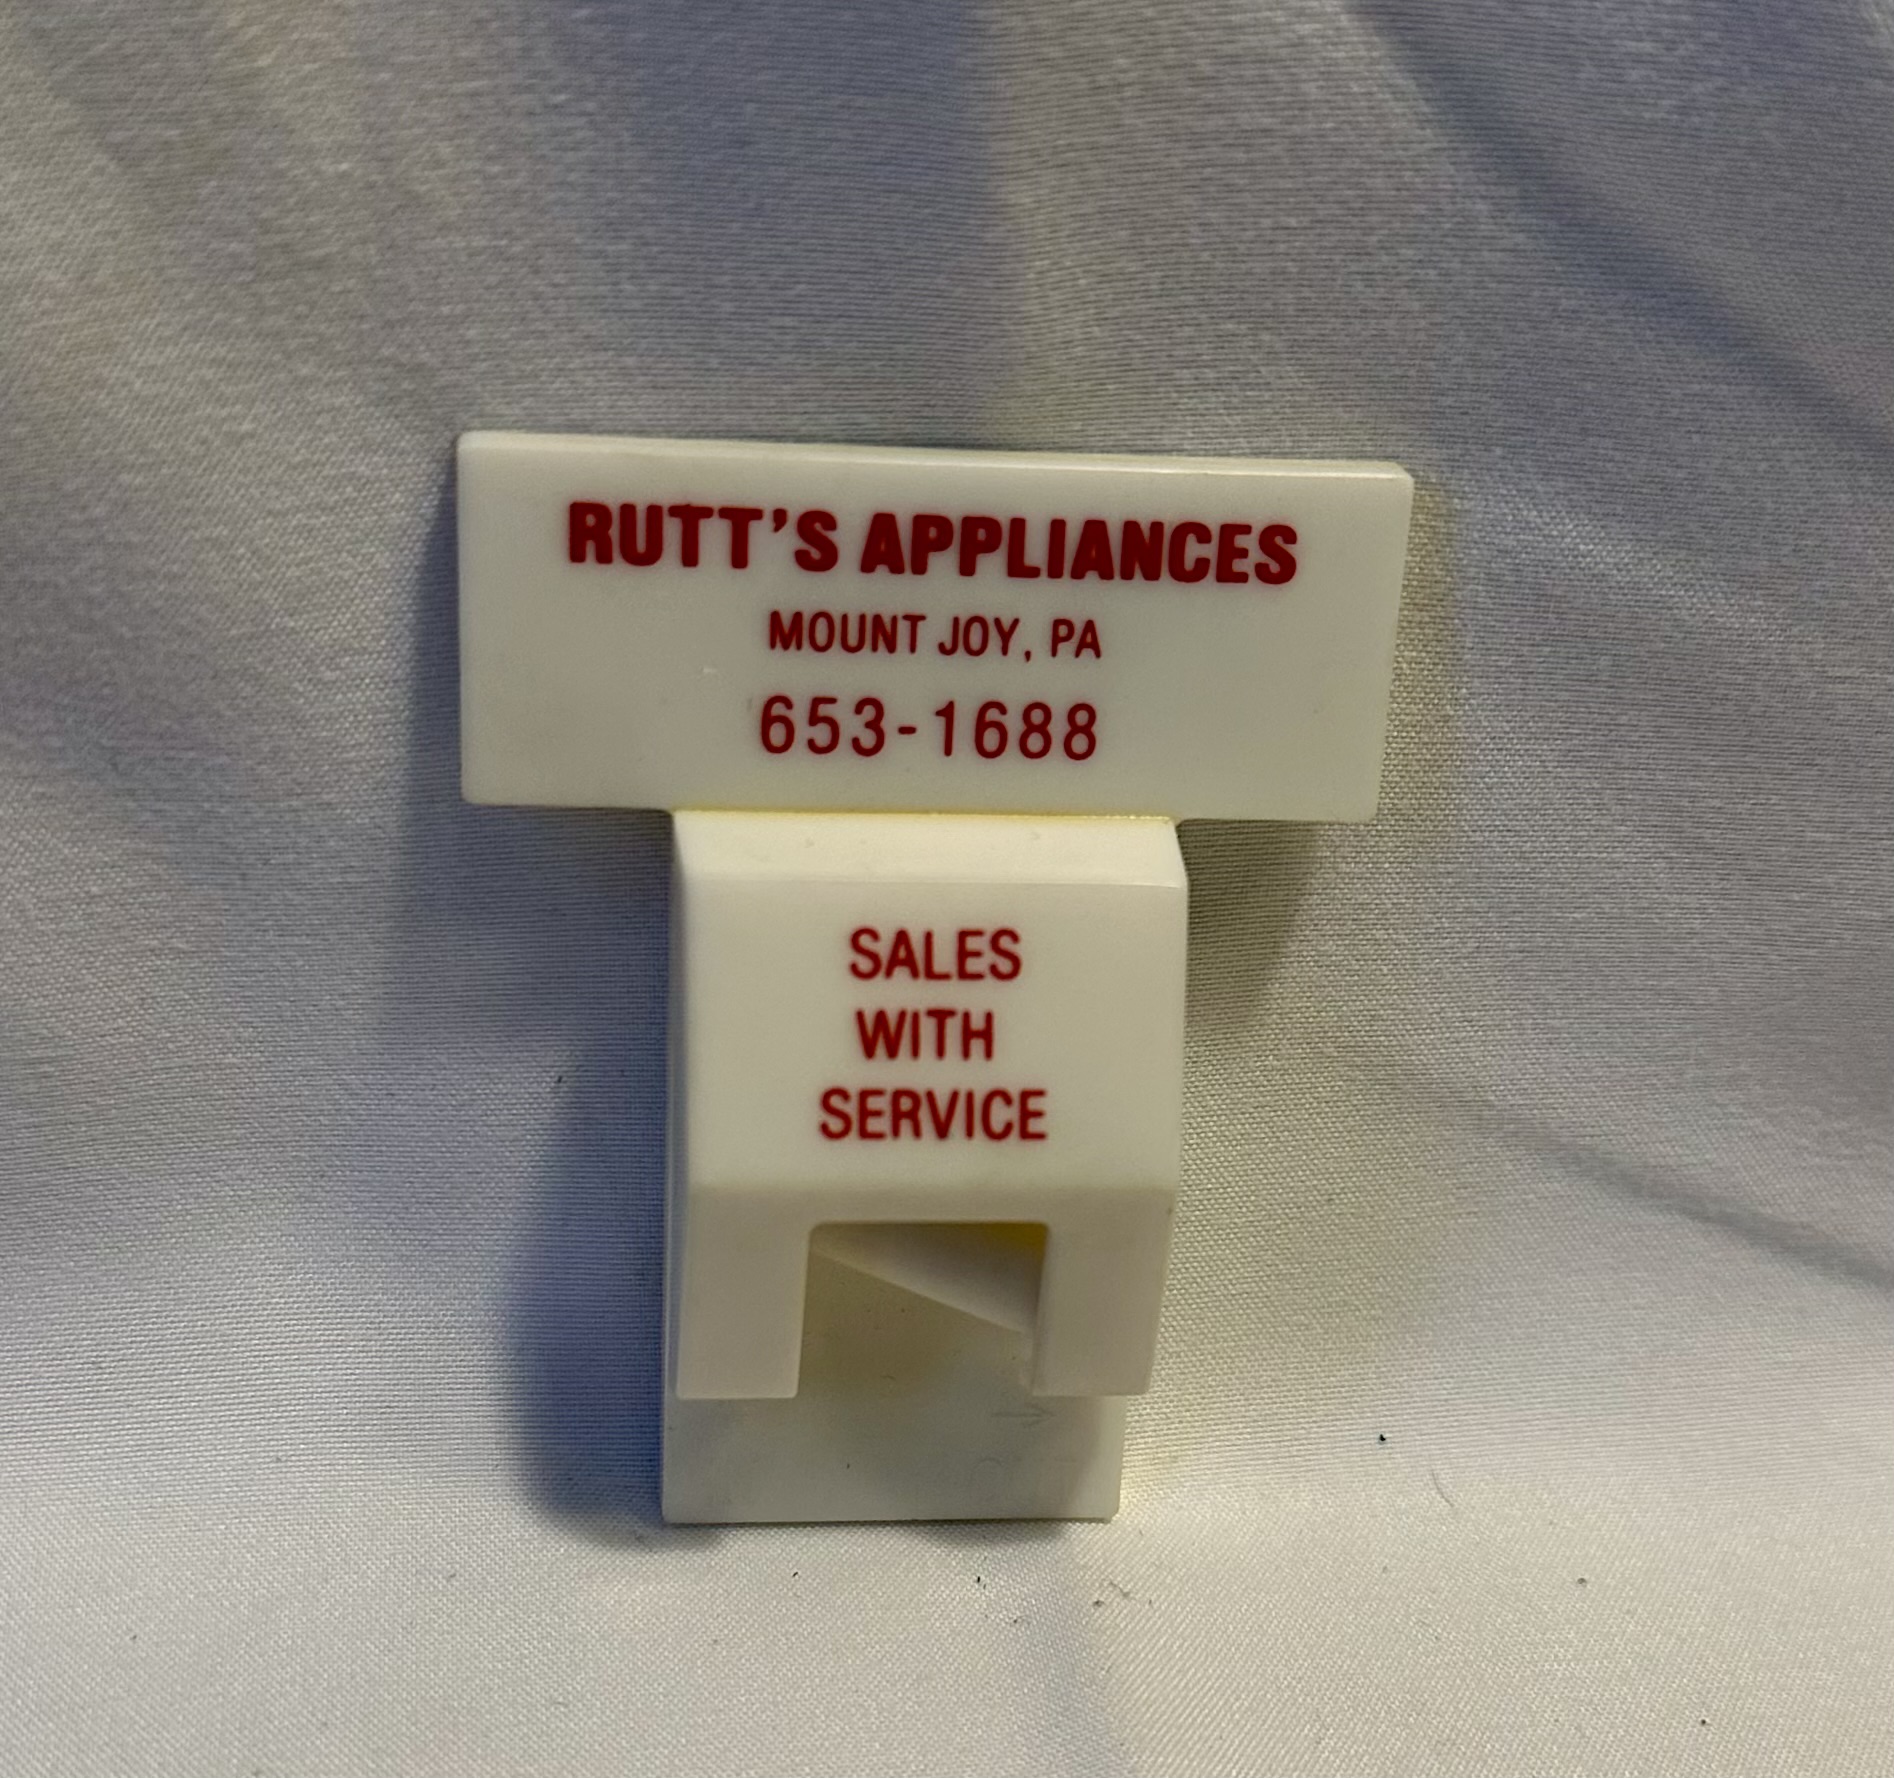 RUTT'S APPLIANCES
MOUNT JOY, PA
653-1688
SALES
WITH
SERVICE